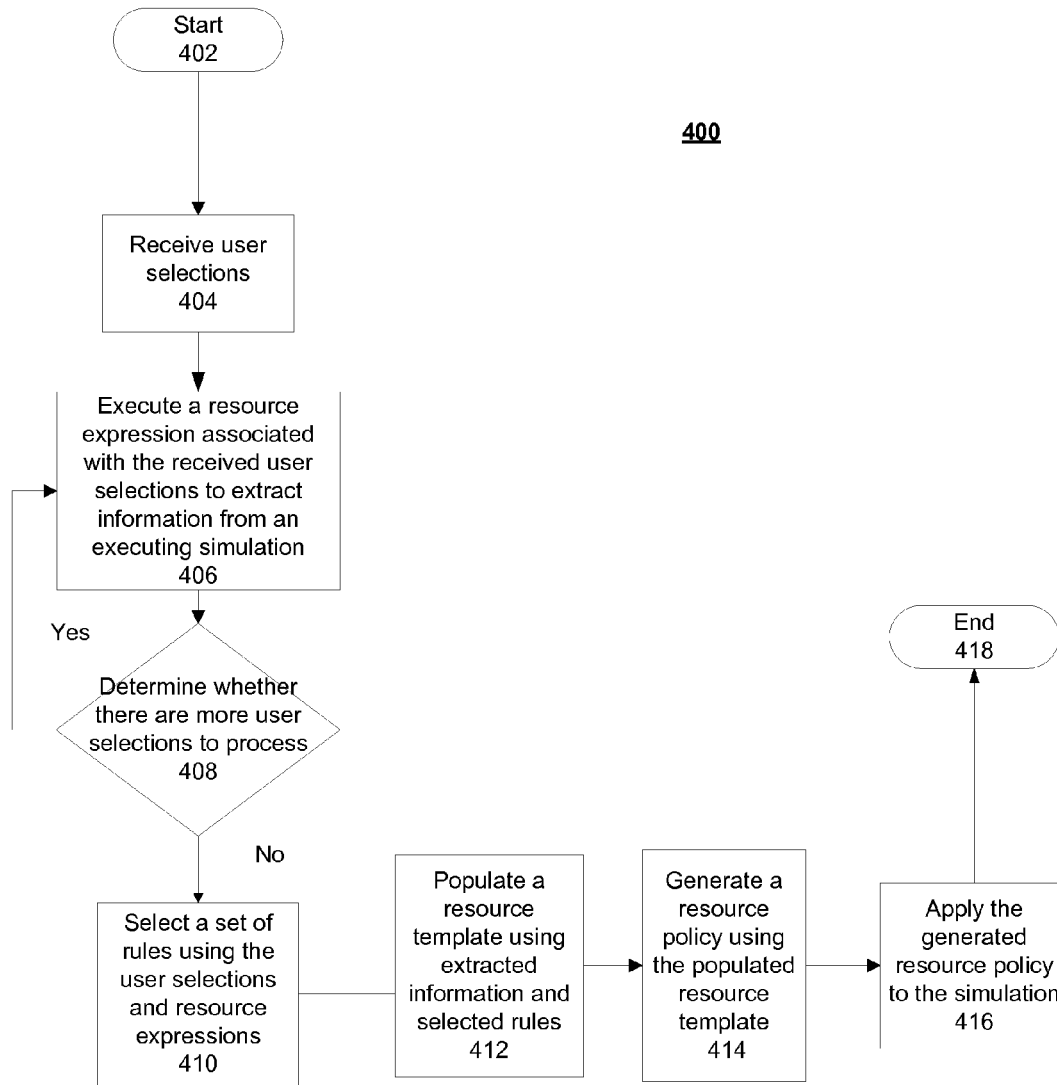 Start
402
400
Receive user
selections
404
Execute a resource
expression associated
with the received user
selections to extract
information from an
executing simulation
406
Yes
Determine whether
there are more user
selections to process
408
No
Select a set of
rules using the
user selections
and resource
expressions
410
Populate a
resource
template using
extracted
information and
selected rules
412
Generate a
resource
policy using
the populated
resource
template
414
Apply the
generated
resource policy
to the simulation
416
End
418